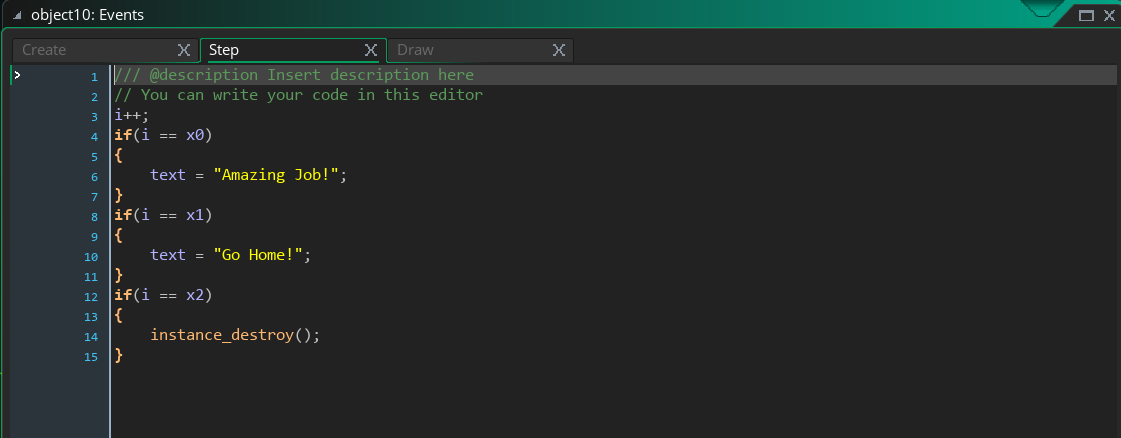 object10: Events
Create Step Draw
1 /// @description Insert description here
2 // You can write your code in this editor
3 i++;
4 if(i == x0)
5 {
6 text = "Amazing Job!";
7 }
8 if(i == x1)
9 {
10 text = "Go Home!";
11 }
12 if(i == x2)
13 {
14 instance_destroy();
15 }